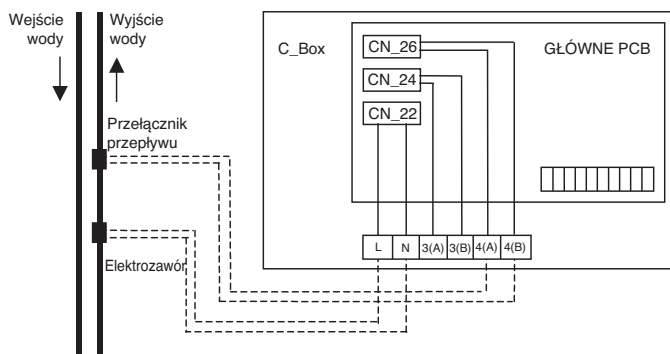 Wejście
wody
Wyjście
wody
Przełącznik
przepływu
Elektrozawór
C_Box
GŁÓWNE PCB
CN_26
CN_24
CN_22
L N 3(A) 3(B) 4(A) 4(B)